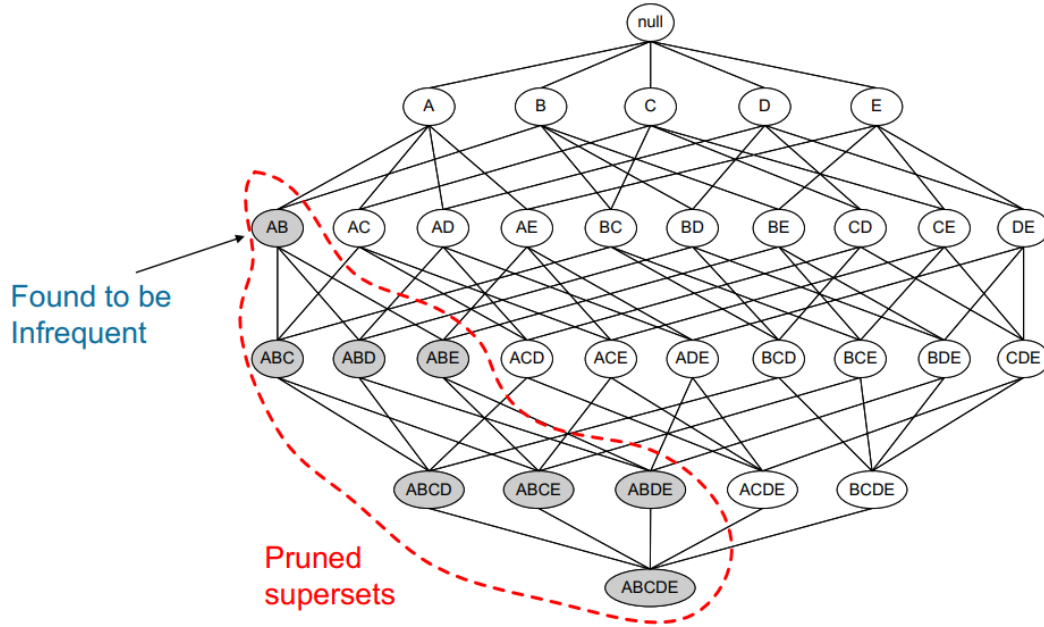 null
A B C D E
AB AC AD AE BC BD BE CD CE DE
Found to be
Infrequent
ABC ABD ABE ACD ACE ADE BCD BCE BDE CDE
ABCD ABCE ABDE ACDE BCDE
Pruned
supersets
ABCDE